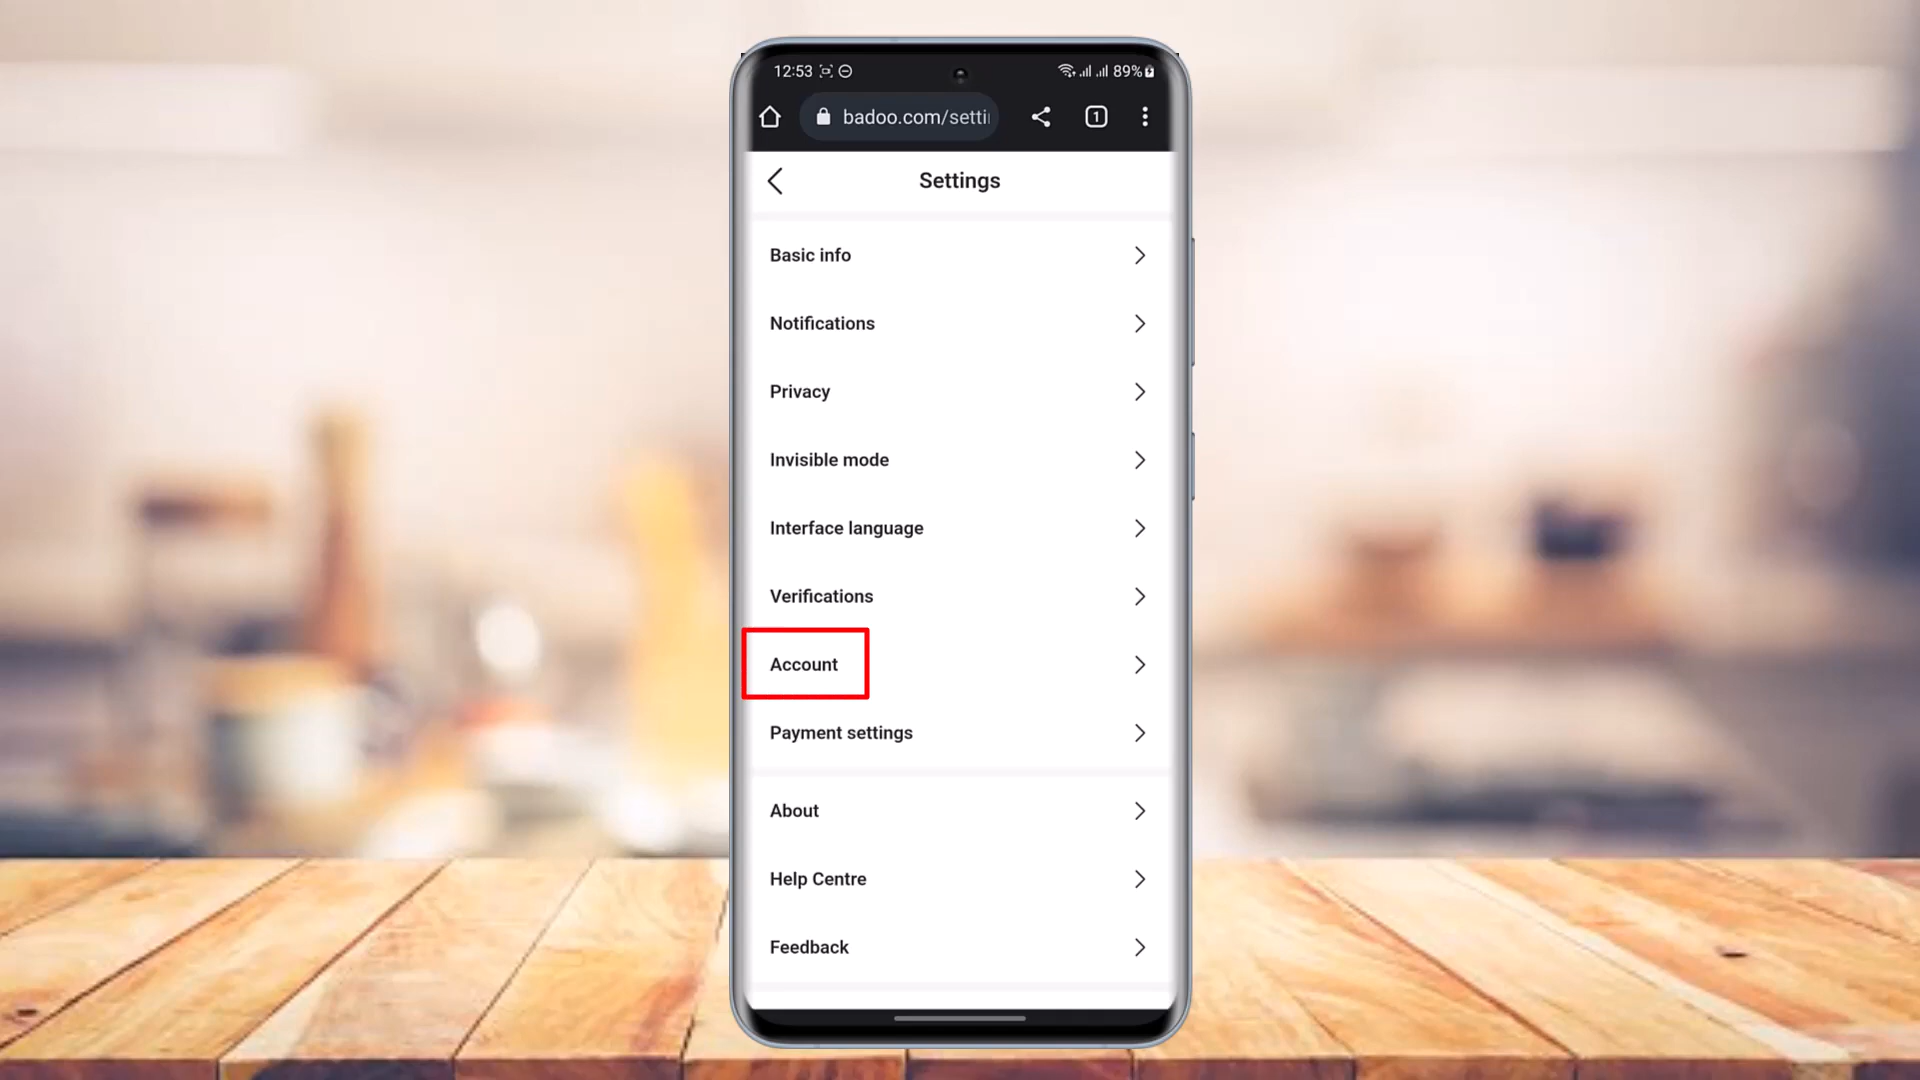 12:53 89%
badoo.com/setti 1
Settings
Basic info
Notifications
Privacy
Invisible mode
Interface language
Verifications
Account
Payment settings
About
Help Centre
Feedback